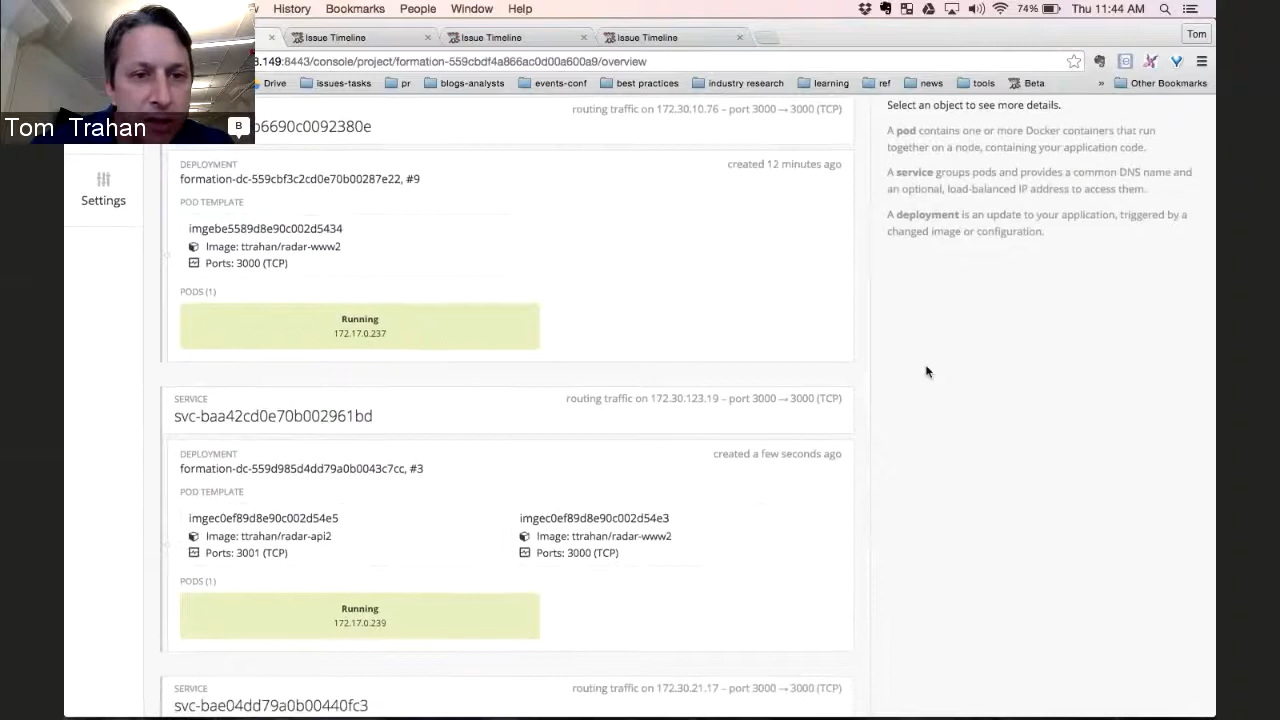 History Bookmarks People Window Help 74% Thu 11:44 AM
Issue Timeline Issue Timeline Issue Timeline Tom
3.149:8443/console/project/formation-559cbdf4a866ac0d00a600a9/overview
Drive issues-tasks pr blogs-analysts events-conf best practices industry research learning ref news tools Beta » Other Bookmarks
Tom Trahan
B
Settings
routing traffic on 172.30.10.76 – port 3000 → 3000 (TCP)
b6690c0092380e
DEPLOYMENT
created 12 minutes ago
formation-dc-559cbf3c2cd0e70b00287e22, #9
POD TEMPLATE
imgebe5589d8e90c002d5434
Image: ttrahan/radar-www2
Ports: 3000 (TCP)
PODS (1)
Running
172.17.0.237
SERVICE
routing traffic on 172.30.123.19 – port 3000 → 3000 (TCP)
svc-baa42cd0e70b002961bd
DEPLOYMENT
created a few seconds ago
formation-dc-559d985d4dd79a0b0043c7cc, #3
POD TEMPLATE
imgec0ef89d8e90c002d54e5
Image: ttrahan/radar-api2
Ports: 3001 (TCP)
imgec0ef89d8e90c002d54e3
Image: ttrahan/radar-www2
Ports: 3000 (TCP)
PODS (1)
Running
172.17.0.239
SERVICE
routing traffic on 172.30.21.17 – port 3000 → 3000 (TCP)
svc-bae04dd79a0b00440fc3
Select an object to see more details.
A pod contains one or more Docker containers that run
together on a node, containing your application code.
A service groups pods and provides a common DNS name and
an optional, load-balanced IP address to access them.
A deployment is an update to your application, triggered by a
changed image or configuration.